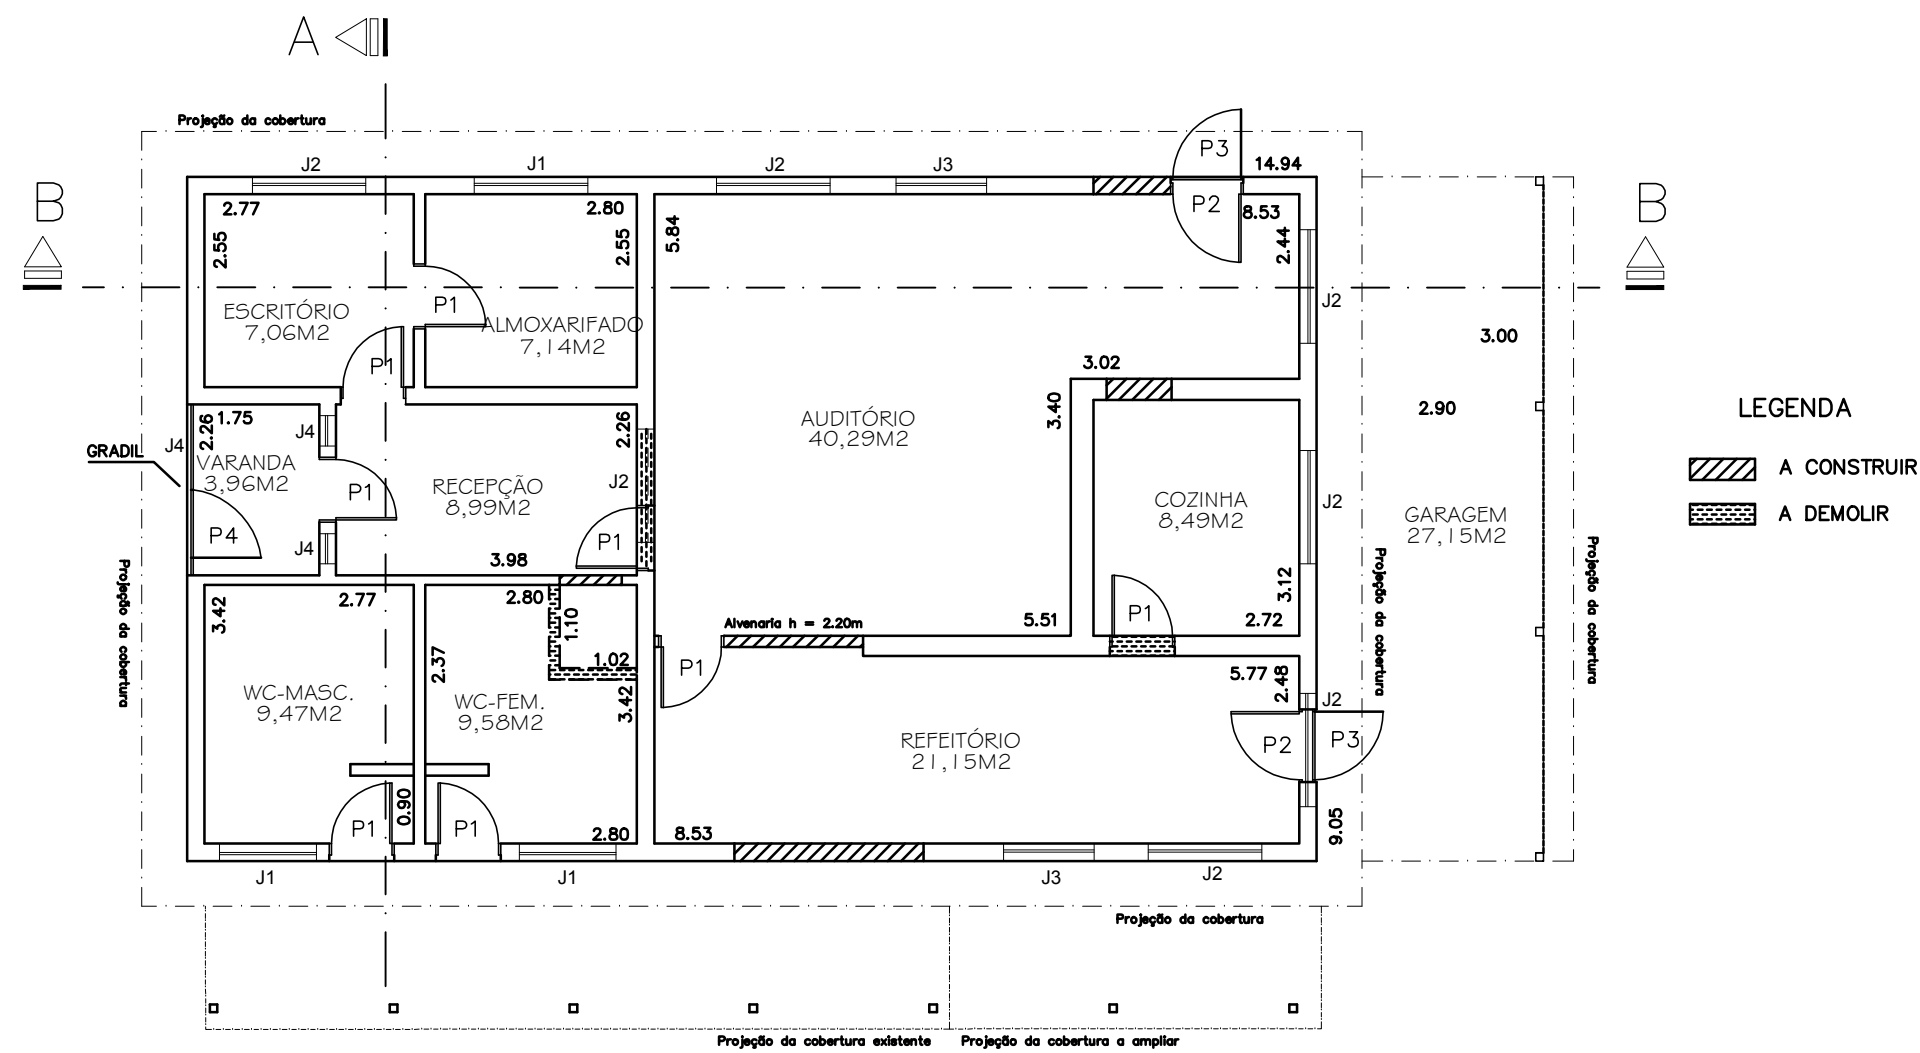 A
Projeção da cobertura
J2
J1
J2
J3
P3
14.94
B
B
2.77
2.80
P2
8.53
2.55
2.55
5.84
2.44
P1
J2
ESCRITÓRIO
7,06M2
ALMOXARIFADO
7,14M2
3.00
P1
3.02
2.90
LEGENDA
1.75
2.26
2.26
3.40
AUDITÓRIO
40,29M2
J4
J4
GRADIL
VARANDA
3,96M2
P1
RECEPÇÃO
8,99M2
J2
A CONSTRUIR
COZINHA
8,49M2
J2
GARAGEM
27,15M2
A DEMOLIR
P4
J4
P1
3.98
Projeção da cobertura
Projeção da cobertura
Projeção da cobertura
3.42
2.77
2.80
1.10
3.12
P1
2.72
Alvenaria h = 2.20m
5.51
2.37
1.02
P1
5.77
2.48
WC-MASC.
9,47M2
WC-FEM.
9,58M2
3.42
J2
REFEITÓRIO
21,15M2
P2
P3
0.90
P1
P1
2.80
8.53
9.05
J1
J1
J3
J2
Projeção da cobertura
Projeção da cobertura existente
Projeção da cobertura a ampliar